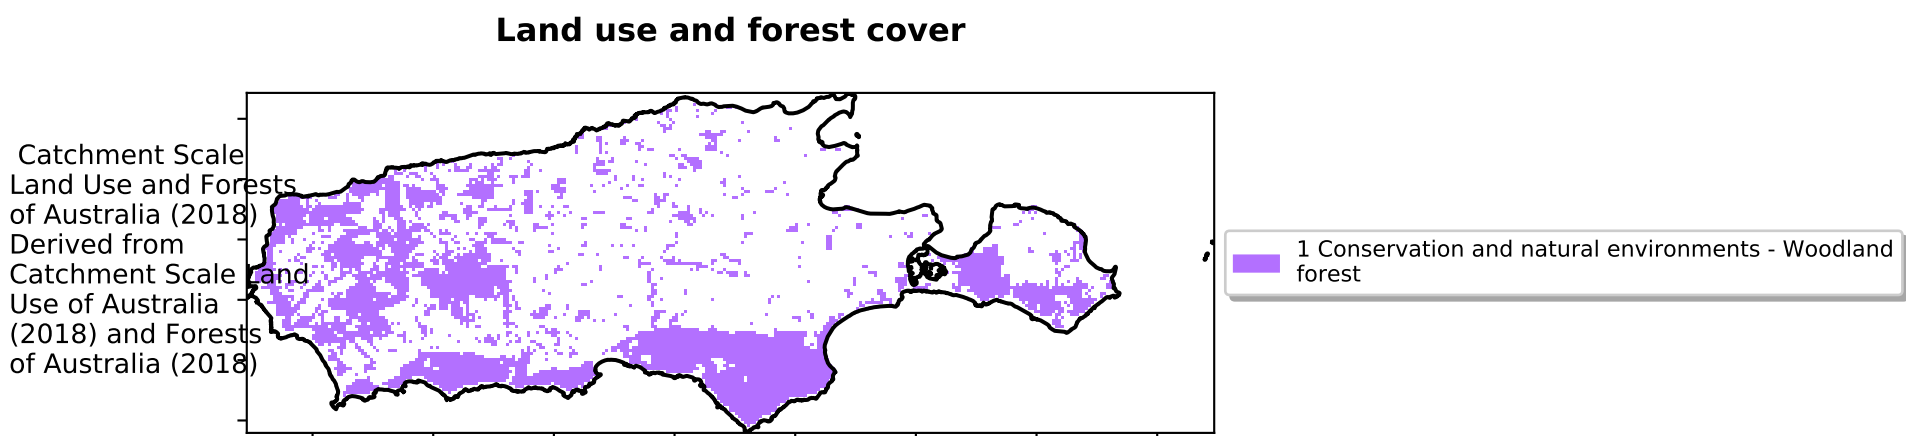 Land use and forest cover
Catchment Scale
Land Use and Forests
of Australia (2018)
Derived from
Catchment Scale Land
Use of Australia
(2018) and Forests
of Australia (2018)
1 Conservation and natural environments - Woodland
forest